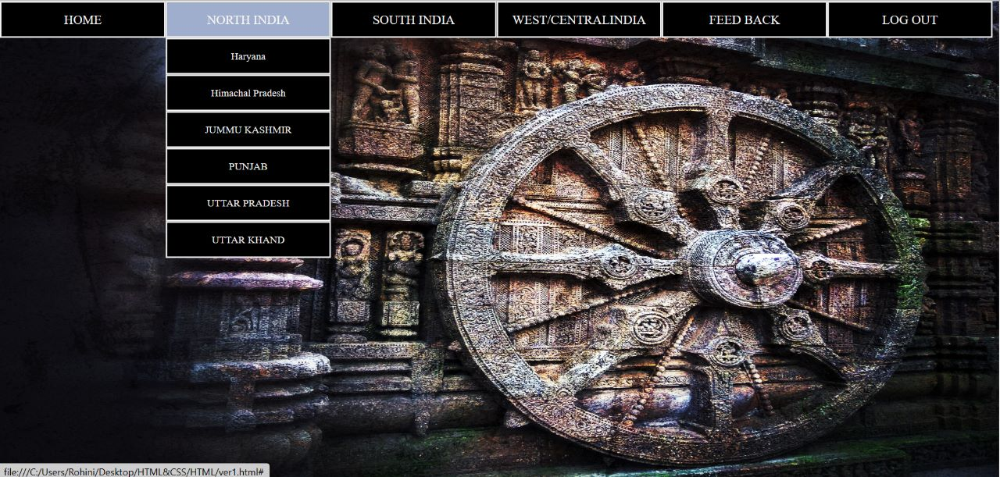 HOME
NORTH INDIA
SOUTH INDIA
WEST/CENTRALINDIA
FEED BACK
LOG OUT
Haryana
Himachal Pradesh
JUMMU KASHMIR
PUNJAB
UTTAR PRADESH
UTTAR KHAND
file:///C:/Users/Rohini/Desktop/HTML&CSS/HTML/ver1.html#